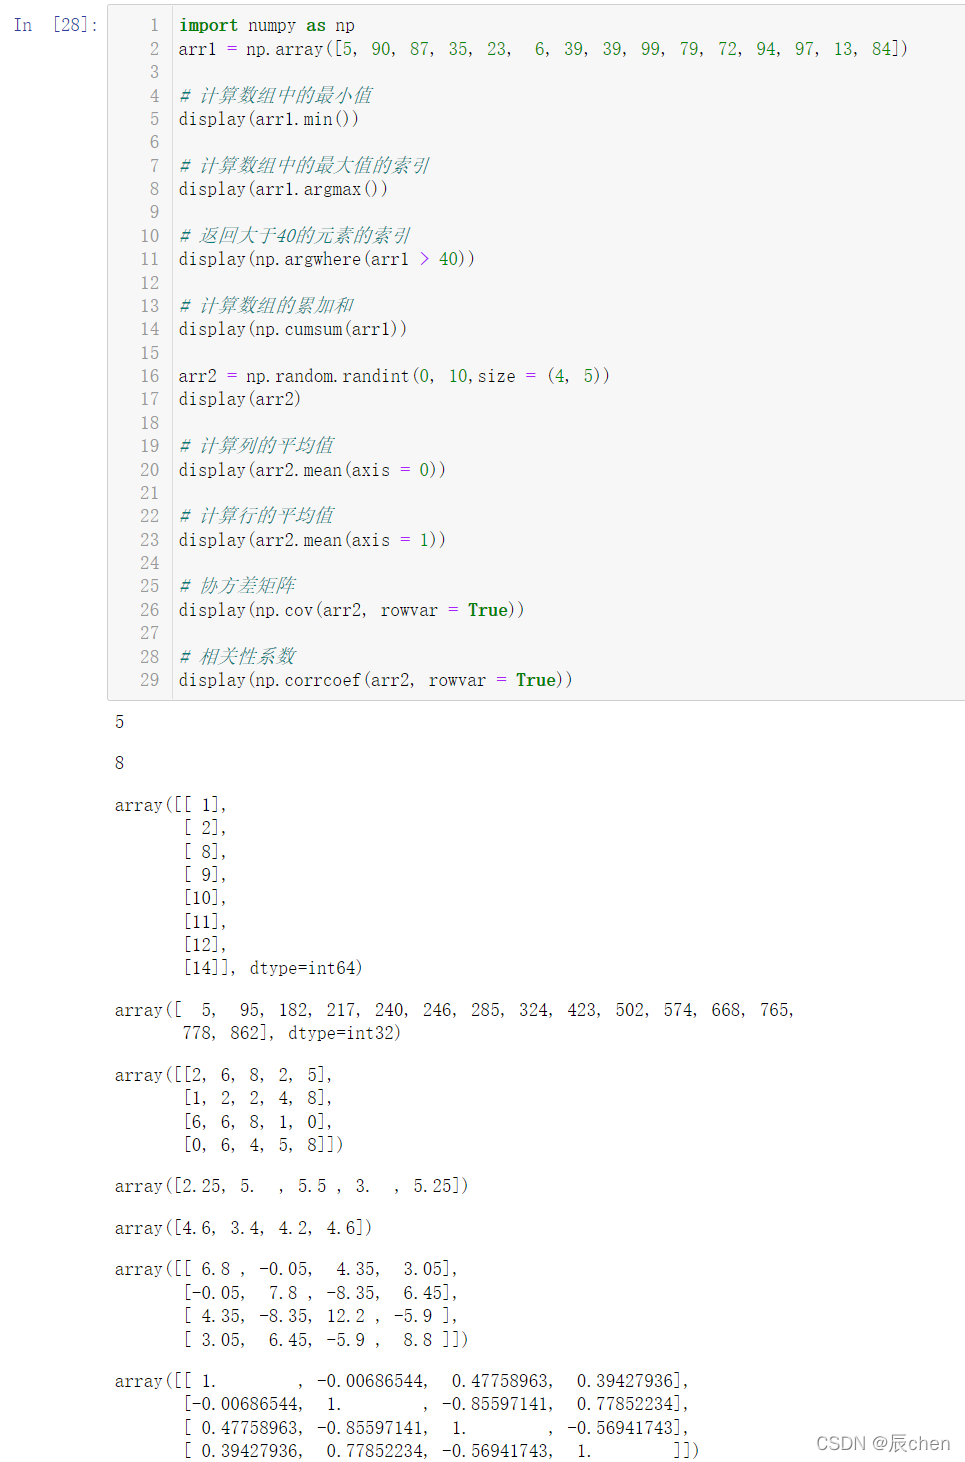 In [28]:
1 import numpy as np
2 arr1 = np.array([5, 90, 87, 35, 23,  6, 39, 39, 99, 79, 72, 94, 97, 13, 84])
3
4 # 计算数组中的最小值
5 display(arr1.min())
6
7 # 计算数组中的最大值的索引
8 display(arr1.argmax())
9
10 # 返回大于40的元素的索引
11 display(np.argwhere(arr1 > 40))
12
13 # 计算数组的累加和
14 display(np.cumsum(arr1))
15
16 arr2 = np.random.randint(0, 10,size = (4, 5))
17 display(arr2)
18
19 # 计算列的平均值
20 display(arr2.mean(axis = 0))
21
22 # 计算行的平均值
23 display(arr2.mean(axis = 1))
24
25 # 协方差矩阵
26 display(np.cov(arr2, rowvar = True))
27
28 # 相关性系数
29 display(np.corrcoef(arr2, rowvar = True))
5
8
array([[ 1],
       [ 2],
       [ 8],
       [ 9],
       [10],
       [11],
       [12],
       [14]], dtype=int64)
array([  5,  95, 182, 217, 240, 246, 285, 324, 423, 502, 574, 668, 765,
       778, 862], dtype=int32)
array([[2, 6, 8, 2, 5],
       [1, 2, 2, 4, 8],
       [6, 6, 8, 1, 0],
       [0, 6, 4, 5, 8]])
array([2.25, 5.  , 5.5 , 3.  , 5.25])
array([4.6, 3.4, 4.2, 4.6])
array([[ 6.8 , -0.05,  4.35,  3.05],
       [-0.05,  7.8 , -8.35,  6.45],
       [ 4.35, -8.35, 12.2 , -5.9 ],
       [ 3.05,  6.45, -5.9 ,  8.8 ]])
array([[ 1.        , -0.00686544,  0.47758963,  0.39427936],
       [-0.00686544,  1.        , -0.85597141,  0.77852234],
       [ 0.47758963, -0.85597141,  1.        , -0.56941743],
       [ 0.39427936,  0.77852234, -0.56941743,  1.        ]])
CSDN @辰chen